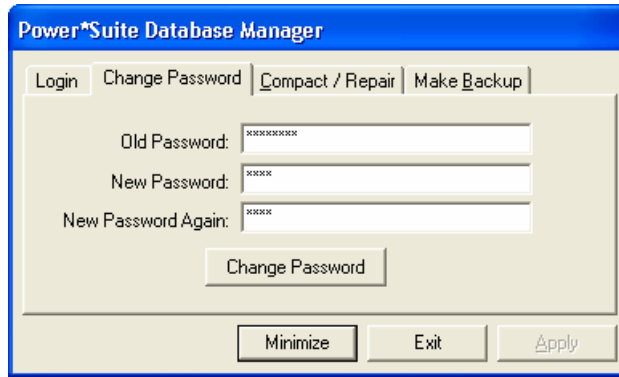 Power*Suite Database Manager
Login Change Password Compact / Repair Make Backup
Old Password: ********
New Password: ****
New Password Again: ****
Change Password
Minimize Exit Apply